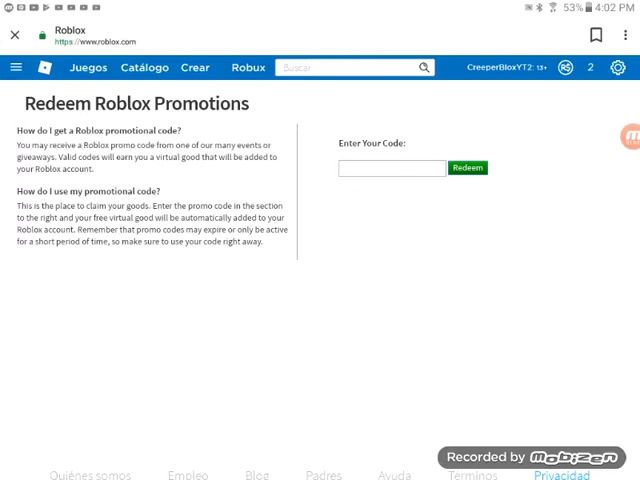 53% 4:02 PM
Roblox
https://www.roblox.com
Juegos Catálogo Crear Robux Buscar CreeperBloxYT2: 13+ R$ 2
Redeem Roblox Promotions
How do I get a Roblox promotional code?
You may receive a Roblox promo code from one of our many events or
giveaways. Valid codes will earn you a virtual good that will be added to
your Roblox account.
How do I use my promotional code?
This is the place to claim your goods. Enter the promo code in the section
to the right and your free virtual good will be automatically added to your
Roblox account. Remember that promo codes may expire or only be active
for a short period of time, so make sure to use your code right away.
Enter Your Code:
Redeem
Recorded by Mobizen
Quiénes somos Empleo Blog Padres Ayuda Términos Privacidad